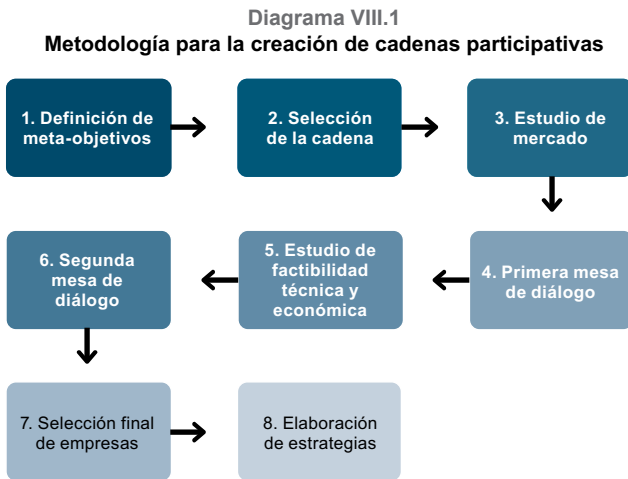 Diagrama VIII.1
Metodología para la creación de cadenas participativas
1. Definición de
meta-objetivos
2. Selección
de la cadena
3. Estudio de
mercado
4. Primera mesa
de diálogo
5. Estudio de
factibilidad
técnica y
económica
6. Segunda
mesa de
diálogo
7. Selección final
de empresas
8. Elaboración
de estrategias